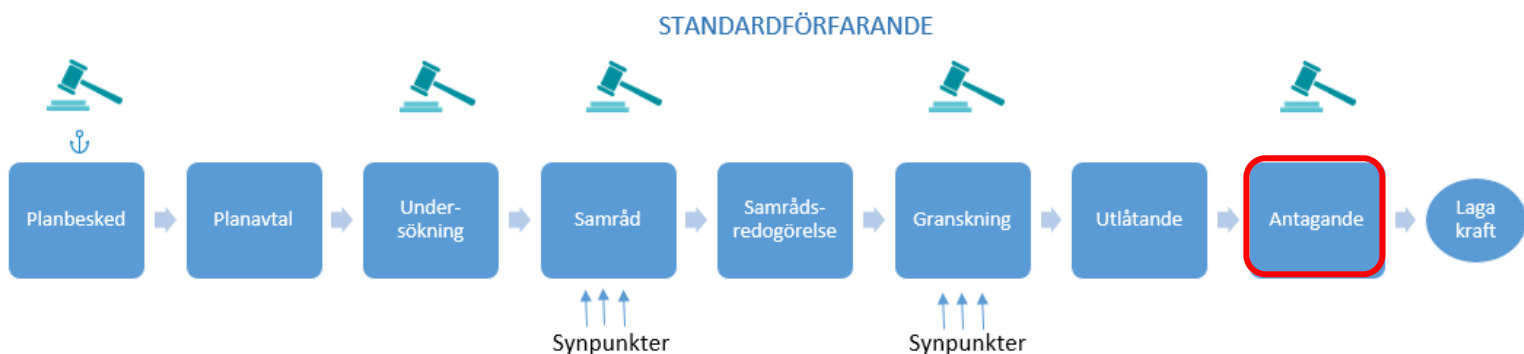 STANDARDFÖRFARANDE
Planbesked
Planavtal
Under-
sökning
Samråd
Samråds-
redogörelse
Granskning
Utlåtande
Antagande
Laga
kraft
Synpunkter
Synpunkter